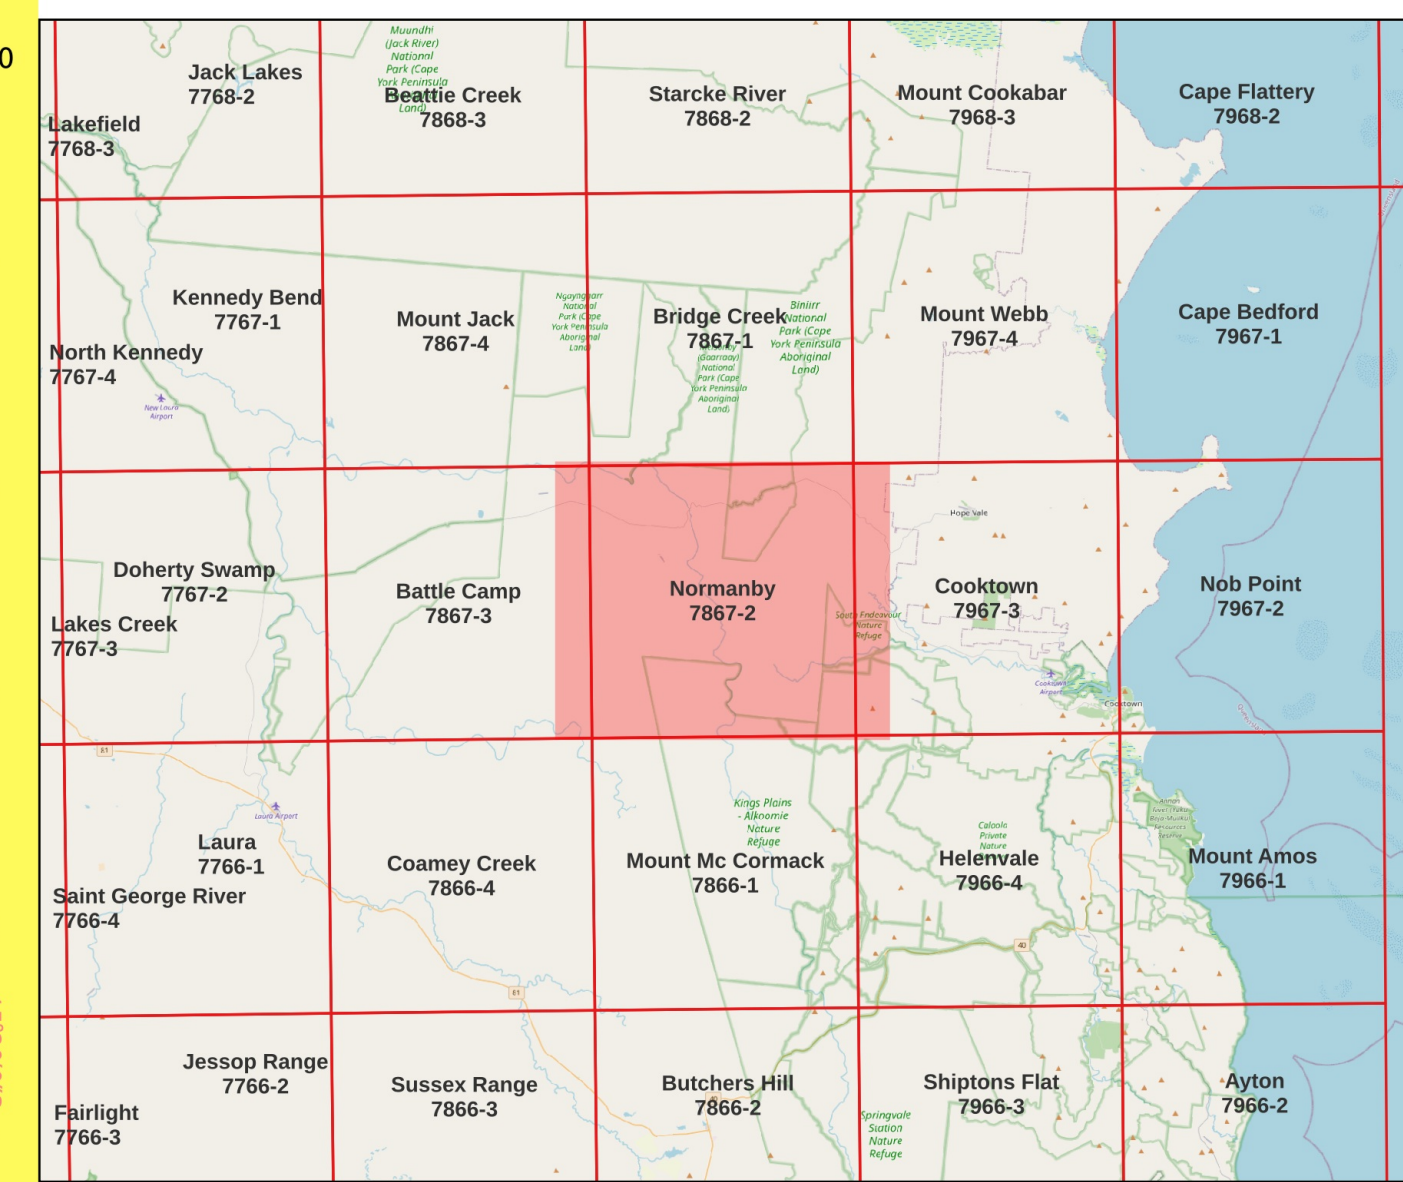 0
Muundhi
(Jack River)
National
Park (Cape
York Peninsula
Land)
Jack Lakes
7768-2
Beattie Creek
7868-3
Starcke River
7868-2
Mount Cookabar
7968-3
Cape Flattery
7968-2
Lakefield
7768-3
Kennedy Bend
7767-1
Mount Jack
7867-4
Nguynggarr
National
Park (Cape
York Peninsula
Aboriginal
Land)
Bridge Creek
7867-1
(Gaarraay)
National
Park (Cape
York Peninsula
Aboriginal
Land)
Biniirr
National
Park (Cape
York Peninsula
Aboriginal
Land)
Mount Webb
7967-4
Cape Bedford
7967-1
North Kennedy
7767-4
New Laura
Airport
Hope Vale
Doherty Swamp
7767-2
Battle Camp
7867-3
Normanby
7867-2
South Endeavour
Nature
Refuge
Cooktown
7967-3
Nob Point
7967-2
Lakes Creek
7767-3
Cooktown
Airport
Cooktown
81
Laura Airport
Kings Plains
- Alkoomie
Nature
Refuge
Caloola
Private
Nature
Laura
7766-1
Coamey Creek
7866-4
Mount Mc Cormack
7866-1
Helenvale
7966-4
Mount Amos
7966-1
Saint George River
7766-4
40
81
Jessop Range
7766-2
Sussex Range
7866-3
Butchers Hill
7866-2
Shiptons Flat
7966-3
Ayton
7966-2
Fairlight
7766-3
Springvale
Station
Nature
Refuge